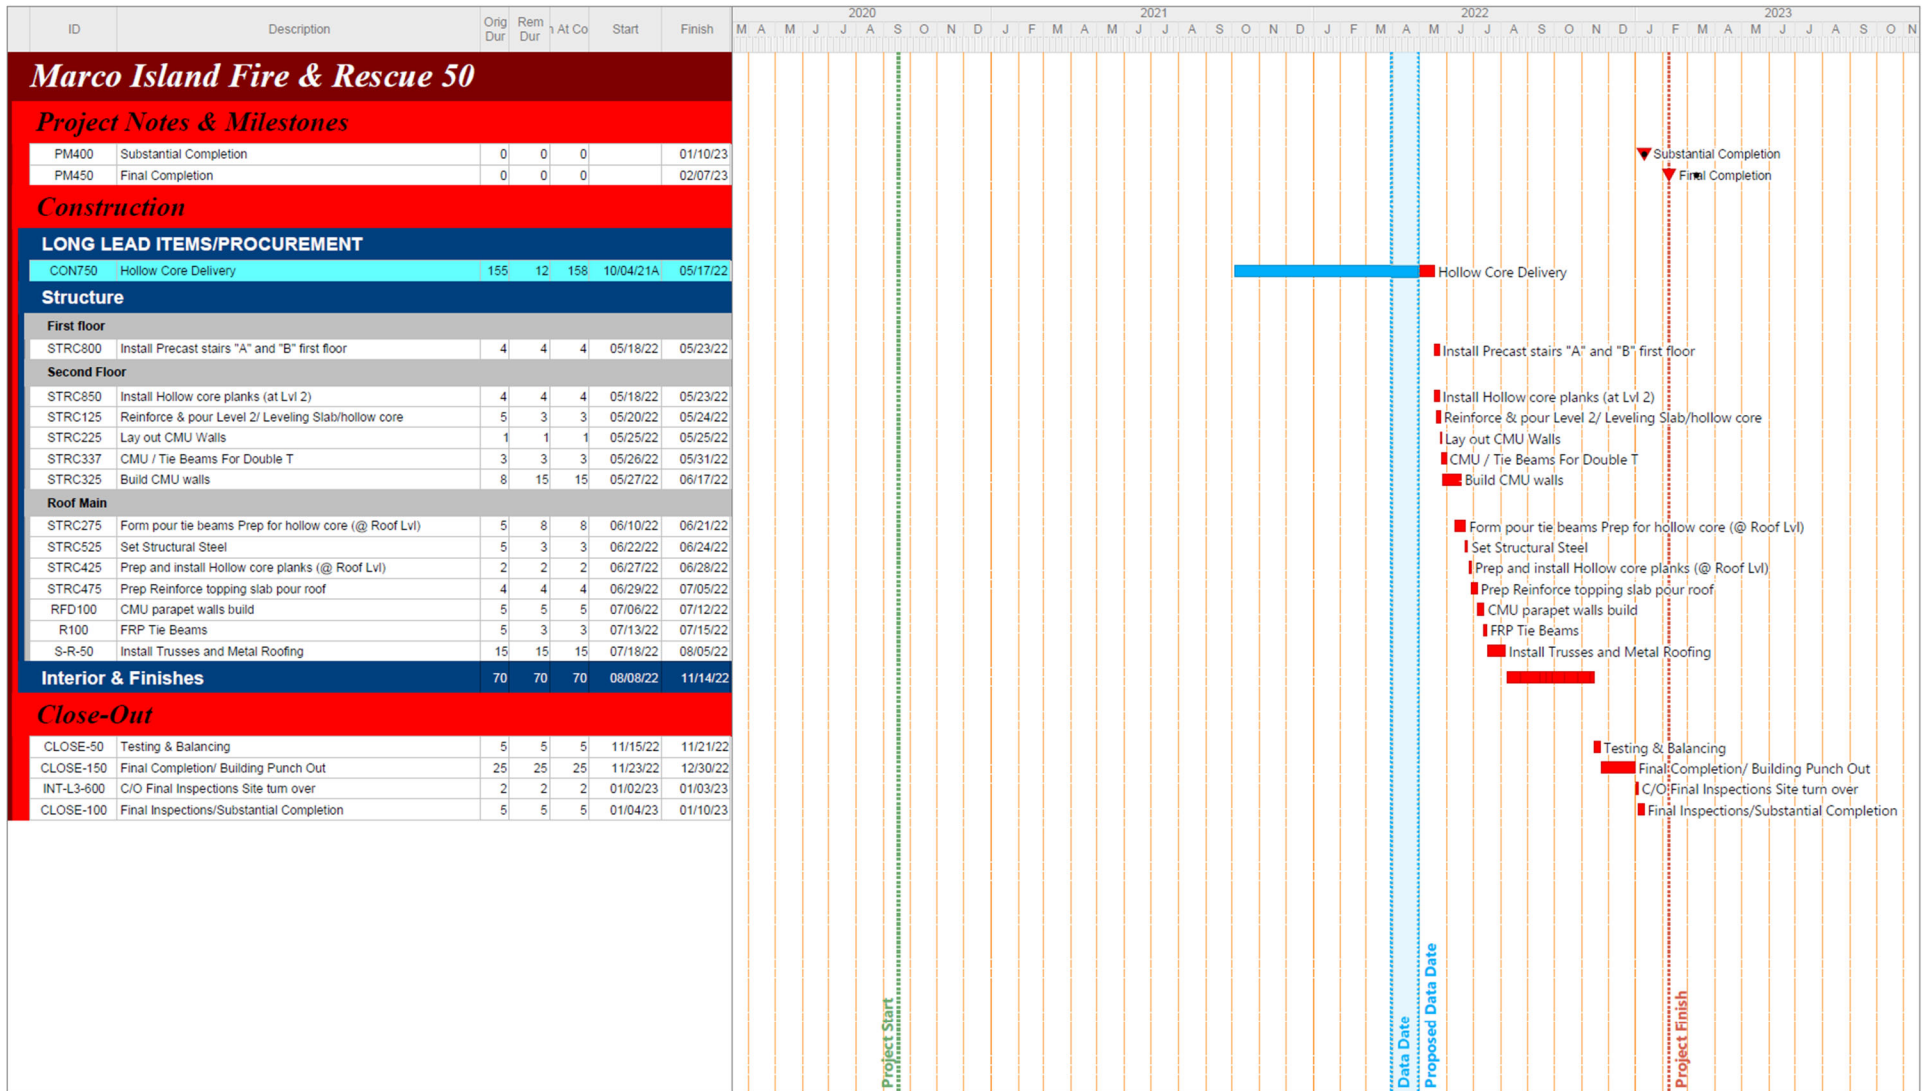 2020 2021 2022 2023
ID Description Orig Dur Rem Dur At Co Start Finish M A M J J A S O N D J F M A M J J A S O N D J F M A M J J A S O N D J F M A M J J A S O N
Marco Island Fire & Rescue 50
Project Notes & Milestones
PM400 Substantial Completion 0 0 0 01/10/23 Substantial Completion
PM450 Final Completion 0 0 0 02/07/23 Final Completion
Construction
LONG LEAD ITEMS/PROCUREMENT
CON750 Hollow Core Delivery 155 12 158 10/04/21A 05/17/22 Hollow Core Delivery
Structure
First floor
STRC800 Install Precast stairs "A" and "B" first floor 4 4 4 05/18/22 05/23/22 Install Precast stairs "A" and "B" first floor
Second Floor
STRC850 Install Hollow core planks (at Lvl 2) 4 4 4 05/18/22 05/23/22 Install Hollow core planks (at Lvl 2)
STRC125 Reinforce & pour Level 2/ Leveling Slab/hollow core 5 3 3 05/20/22 05/24/22 Reinforce & pour Level 2/ Leveling Slab/hollow core
STRC225 Lay out CMU Walls 1 1 1 05/25/22 05/25/22 Lay out CMU Walls
STRC337 CMU / Tie Beams For Double T 3 3 3 05/26/22 05/31/22 CMU / Tie Beams For Double T
STRC325 Build CMU walls 8 15 15 05/27/22 06/17/22 Build CMU walls
Roof Main
STRC275 Form pour tie beams Prep for hollow core (@ Roof Lvl) 5 8 8 06/10/22 06/21/22 Form pour tie beams Prep for hollow core (@ Roof Lvl)
STRC525 Set Structural Steel 5 3 3 06/22/22 06/24/22 Set Structural Steel
STRC425 Prep and install Hollow core planks (@ Roof Lvl) 2 2 2 06/27/22 06/28/22 Prep and install Hollow core planks (@ Roof Lvl)
STRC475 Prep Reinforce topping slab pour roof 4 4 4 06/29/22 07/05/22 Prep Reinforce topping slab pour roof
RFD100 CMU parapet walls build 5 5 5 07/06/22 07/12/22 CMU parapet walls build
R100 FRP Tie Beams 5 3 3 07/13/22 07/15/22 FRP Tie Beams
S-R-50 Install Trusses and Metal Roofing 15 15 15 07/18/22 08/05/22 Install Trusses and Metal Roofing
Interior & Finishes 70 70 70 08/08/22 11/14/22
Close-Out
CLOSE-50 Testing & Balancing 5 5 5 11/15/22 11/21/22 Testing & Balancing
CLOSE-150 Final Completion/ Building Punch Out 25 25 25 11/23/22 12/30/22 Final Completion/ Building Punch Out
INT-L3-600 C/O Final Inspections Site turn over 2 2 2 01/02/23 01/03/23 C/O Final Inspections Site turn over
CLOSE-100 Final Inspections/Substantial Completion 5 5 5 01/04/23 01/10/23 Final Inspections/Substantial Completion
Project Start
Data Date
Proposed Data Date
Project Finish